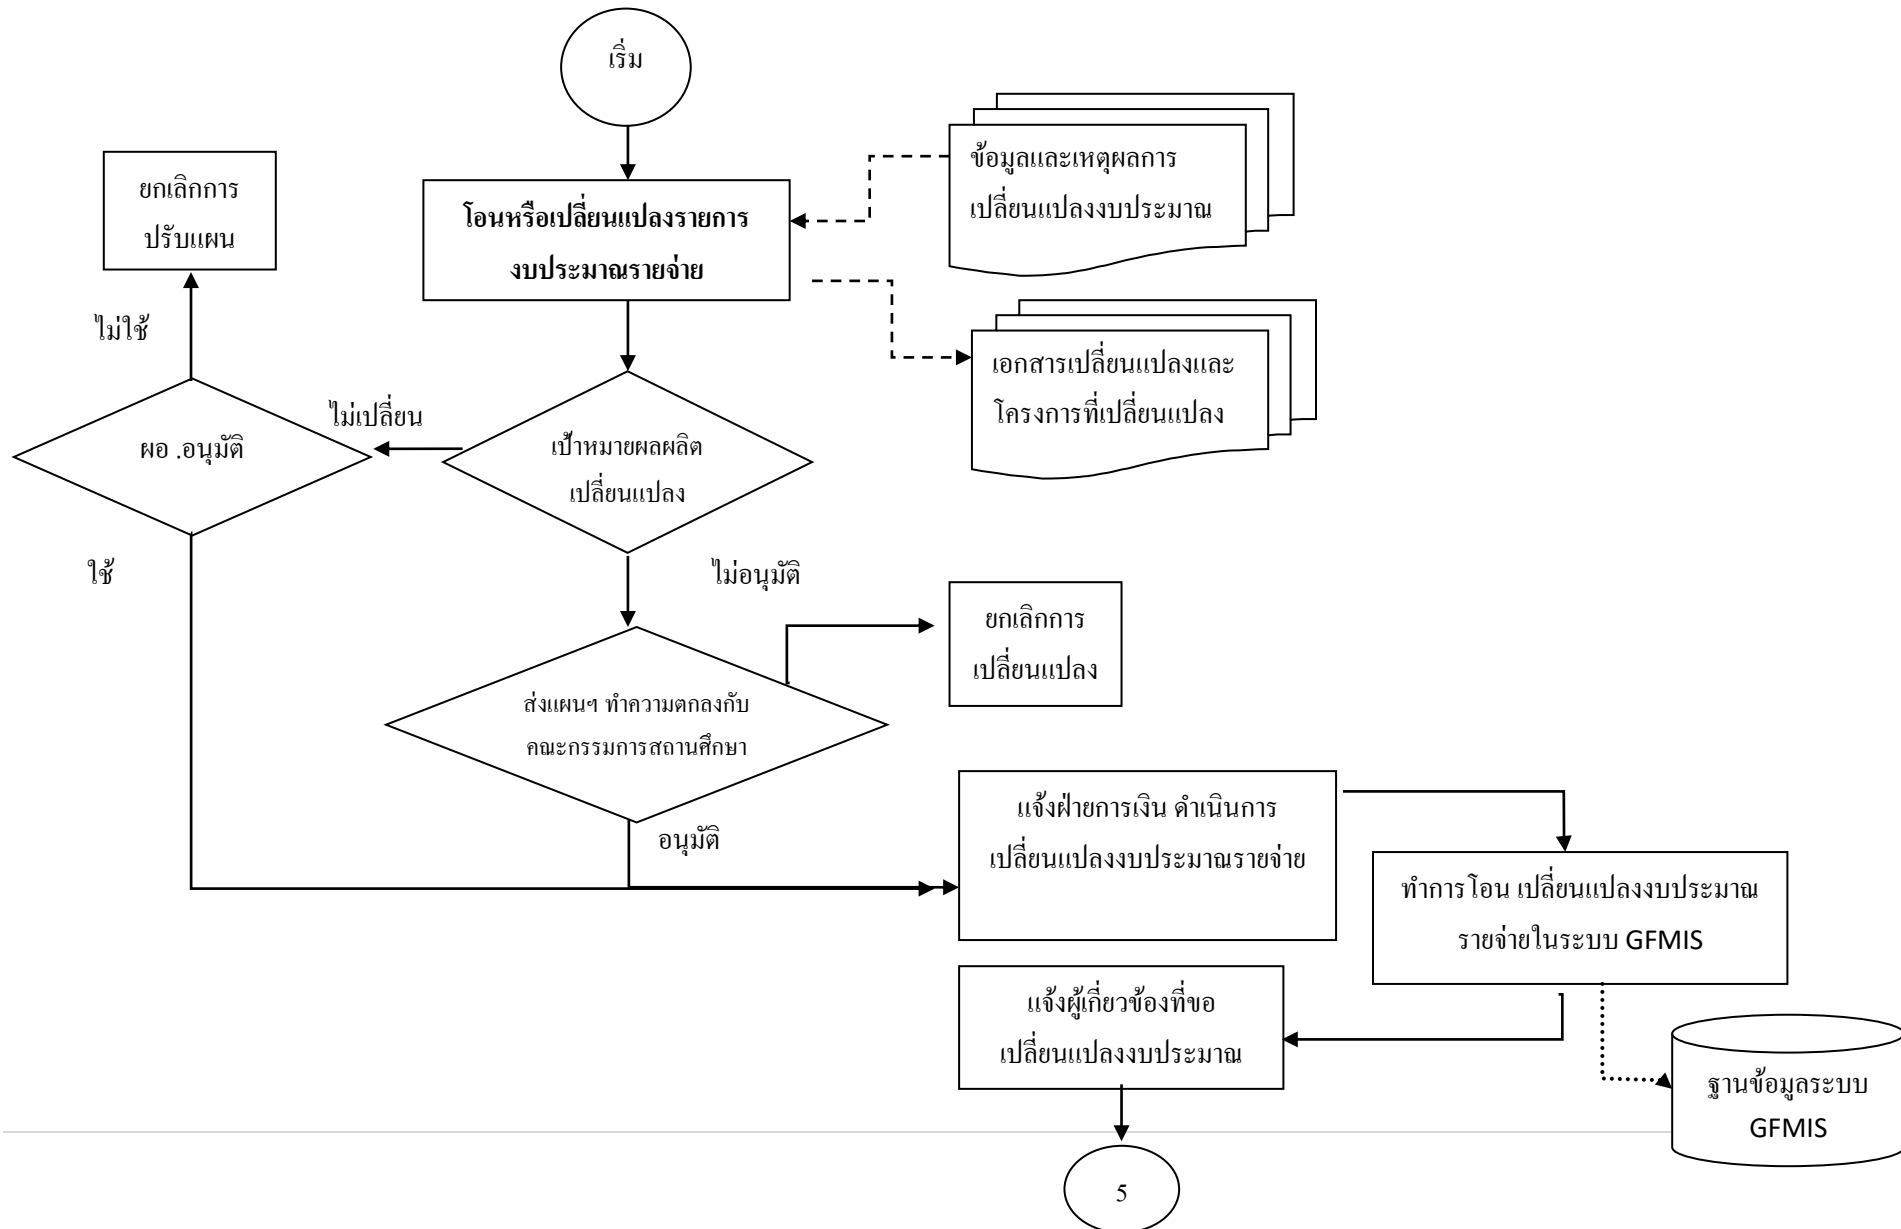 เริ่ม
ข้อมูลและเหตุผลการ
เปลี่ยนแปลงงบประมาณ
ยกเลิกการ
ปรับแผน
โอนหรือเปลี่ยนแปลงรายการ
งบประมาณรายจ่าย
ไม่ใช้
เอกสารเปลี่ยนแปลงและ
โครงการที่เปลี่ยนแปลง
ไม่เปลี่ยน
ผอ .อนุมัติ
เป้าหมายผลผลิต
เปลี่ยนแปลง
ใช้
ไม่อนุมัติ
ยกเลิกการ
เปลี่ยนแปลง
ส่งแผนฯ ทำความตกลงกับ
คณะกรรมการสถานศึกษา
อนุมัติ
แจ้งฝ่ายการเงิน ดำเนินการ
เปลี่ยนแปลงงบประมาณรายจ่าย
ทำการโอน เปลี่ยนแปลงงบประมาณ
รายจ่ายในระบบ GFMIS
แจ้งผู้เกี่ยวข้องที่ขอ
เปลี่ยนแปลงงบประมาณ
ฐานข้อมูลระบบ
GFMIS
5